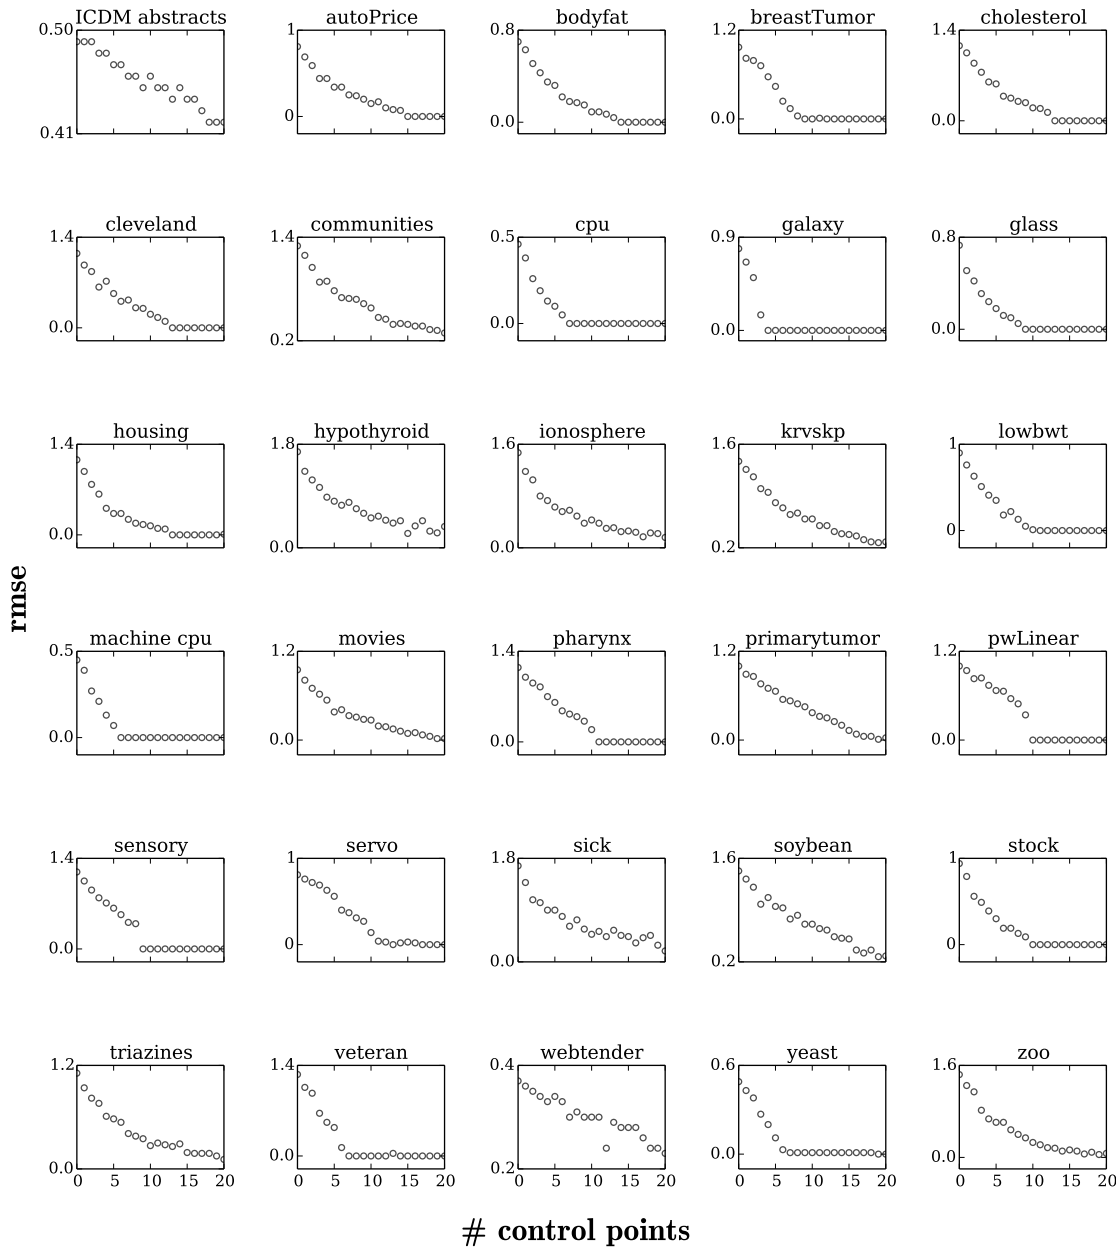 ICDM abstracts autoPrice bodyfat breastTumor cholesterol
0.50 1 0.8 1.2 1.4
0.41 0 0.0 0.0 0.0
cleveland communities cpu galaxy glass
1.4 1.4 0.5 0.9 0.8
0.0 0.2 0.0 0.0 0.0
housing hypothyroid ionosphere krvskp lowbwt
1.4 1.8 1.6 1.6 1
0.0 0.0 0.0 0.2 0
rmse
machine cpu movies pharynx primarytumor pwLinear
0.5 1.2 1.4 1.2 1.2
0.0 0.0 0.0 0.0 0.0
sensory servo sick soybean stock
1.4 1 1.8 1.6 1
0.0 0 0.0 0.2 0
triazines veteran webtender yeast zoo
1.2 1.4 0.4 0.6 1.6
0.0 0.0 0.2 0.0 0.0
0 5 10 15 20 0 5 10 15 20 0 5 10 15 20 0 5 10 15 20 0 5 10 15 20
# control points